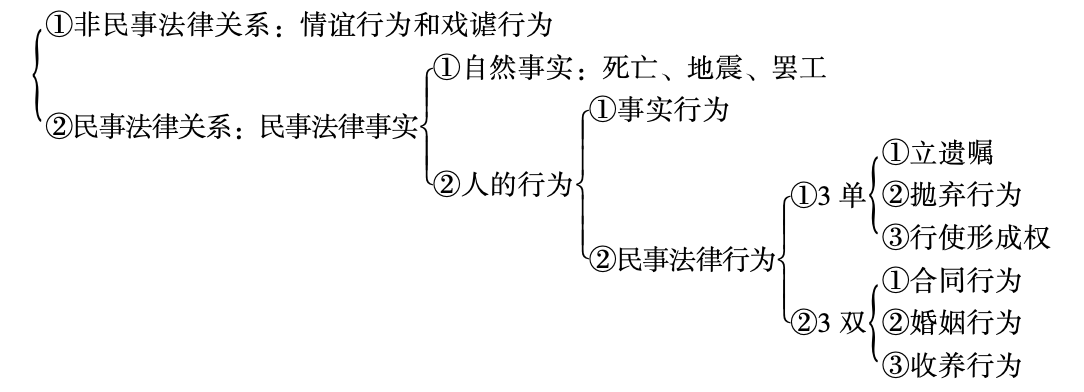 ①非民事法律关系：情谊行为和戏谑行为
①自然事实：死亡、地震、罢工
①事实行为
②民事法律关系：民事法律事实
①立遗嘱
②人的行为
①3 单
②抛弃行为
③行使形成权
②民事法律行为
①合同行为
②3 双
②婚姻行为
③收养行为